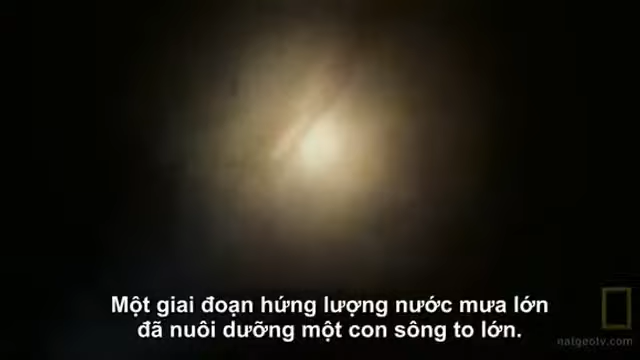 Một giai đoạn hứng lượng nước mưa lớn
đã nuôi dưỡng một con sông to lớn.
natgeotv.com